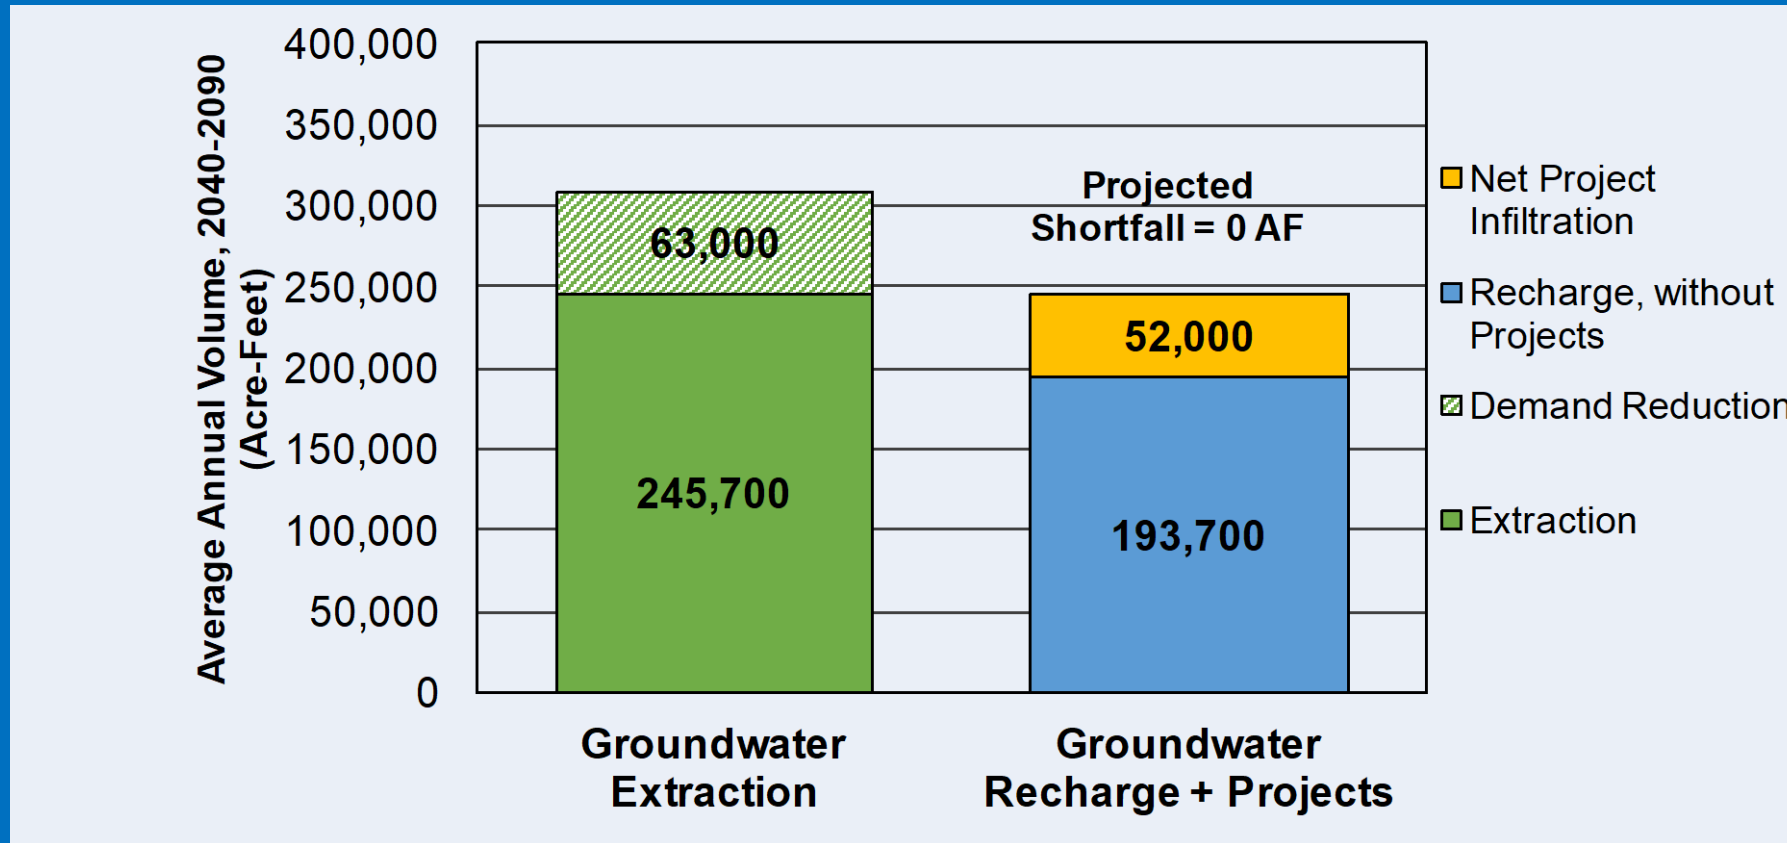 Average Annual Volume, 2040-2090
(Acre-Feet)
400,000
350,000
300,000
250,000
200,000
150,000
100,000
50,000
0
63,000
245,700
Projected
Shortfall = 0 AF
52,000
193,700
Groundwater
Extraction
Groundwater
Recharge + Projects
Net Project
Infiltration
Recharge, without
Projects
Demand Reduction
Extraction